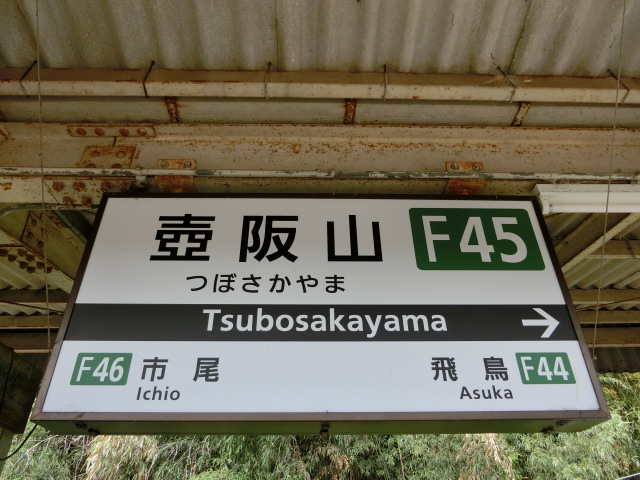 壺阪山 F45
つぼさかやま
Tsubosakayama →
F46 市尾 飛鳥 F44
Ichio Asuka